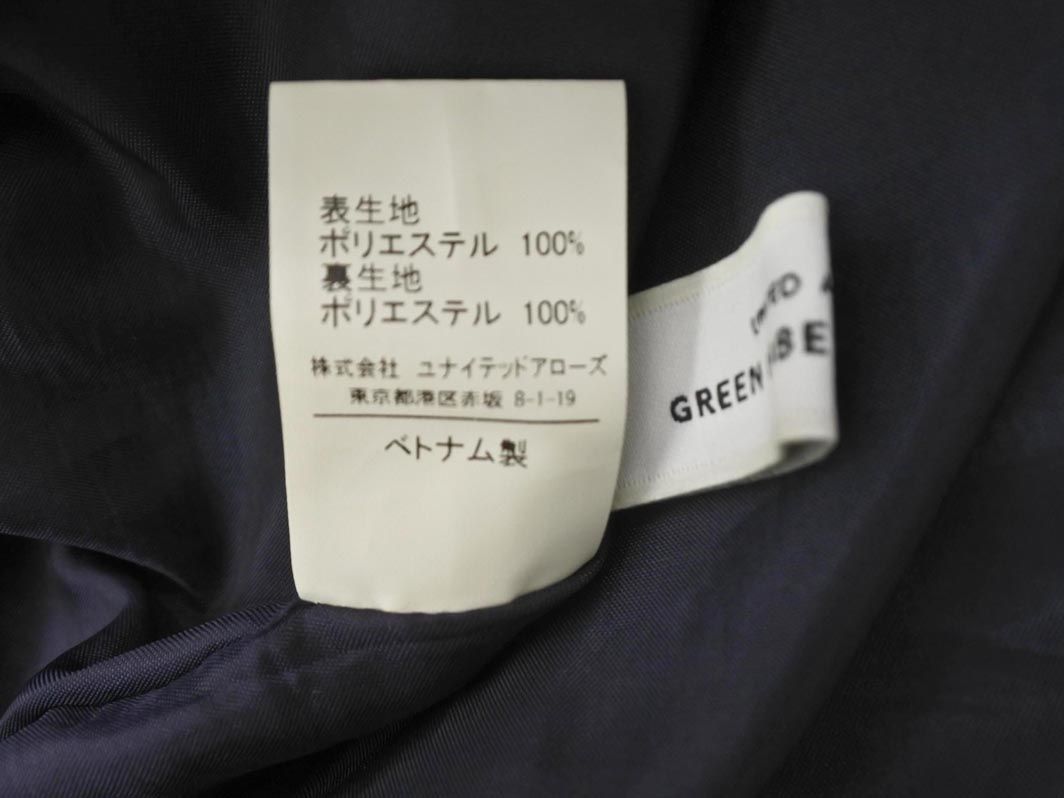 表生地
ポリエステル 100%
裏生地
ポリエステル 100%
株式会社 ユナイテッドアローズ
東京都港区赤坂 8-1-19
ベトナム製
GREEN